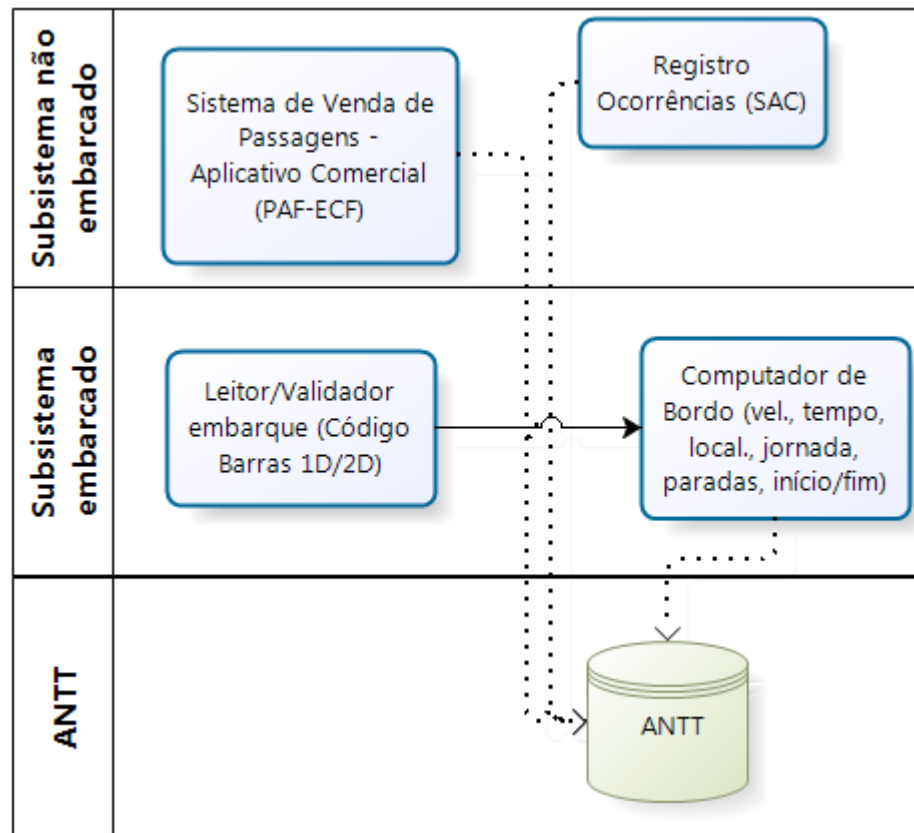 Subsistema não
embarcado
Sistema de Venda de
Passagens -
Aplicativo Comercial
(PAF-ECF)
Registro
Ocorrências (SAC)
Subsistema
embarcado
Leitor/Validador
embarque (Código
Barras 1D/2D)
Computador de
Bordo (vel., tempo,
local., jornada,
paradas, início/fim)
ANTT
ANTT